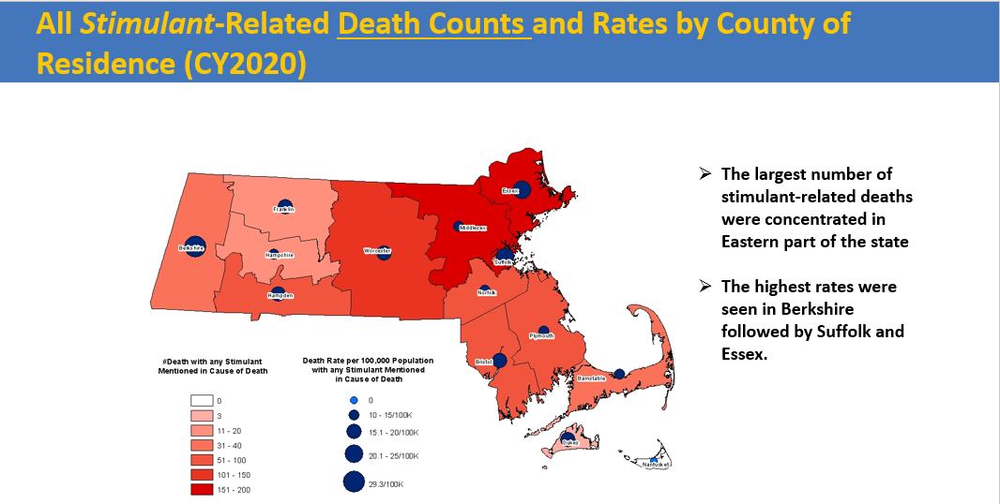 All Stimulant-Related Death Counts and Rates by County of
Residence (CY2020)
➢ The largest number of
stimulant-related deaths
were concentrated in
Eastern part of the state
➢ The highest rates were
seen in Berkshire
followed by Suffolk and
Essex.
Essex
Franklin
Middlesex
Berkshire
Hampshire
Worcester
Suffolk
Hampden
Norfolk
Plymouth
Bristol
Barnstable
Dukes
Nantucket
#Death with any Stimulant
Mentioned in Cause of Death
0
3
11 - 20
31 - 40
51 - 100
101 - 150
151 - 200
Death Rate per 100,000 Population
with any Stimulant Mentioned
in Cause of Death
0
10 - 15/100K
15.1 - 20/100K
20.1 - 25/100K
29.3/100K